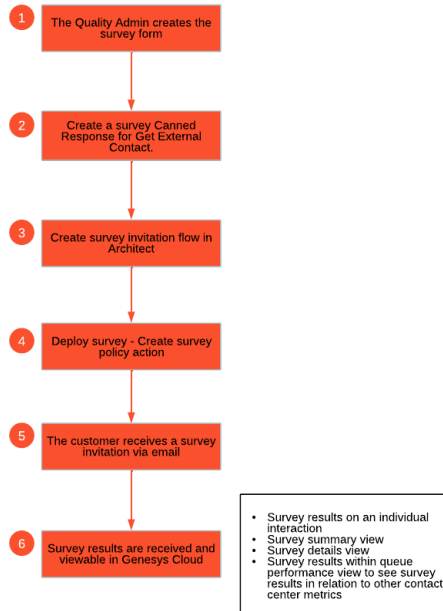 1
The Quality Admin creates the
survey form
2
Create a survey Canned
Response for Get External
Contact.
3
Create survey invitation flow in
Architect
4
Deploy survey - Create survey
policy action
5
The customer receives a survey
invitation via email
6
Survey results are received and
viewable in Genesys Cloud
• Survey results on an individual
interaction
• Survey summary view
• Survey details view
• Survey results within queue
performance view to see survey
results in relation to other contact
center metrics